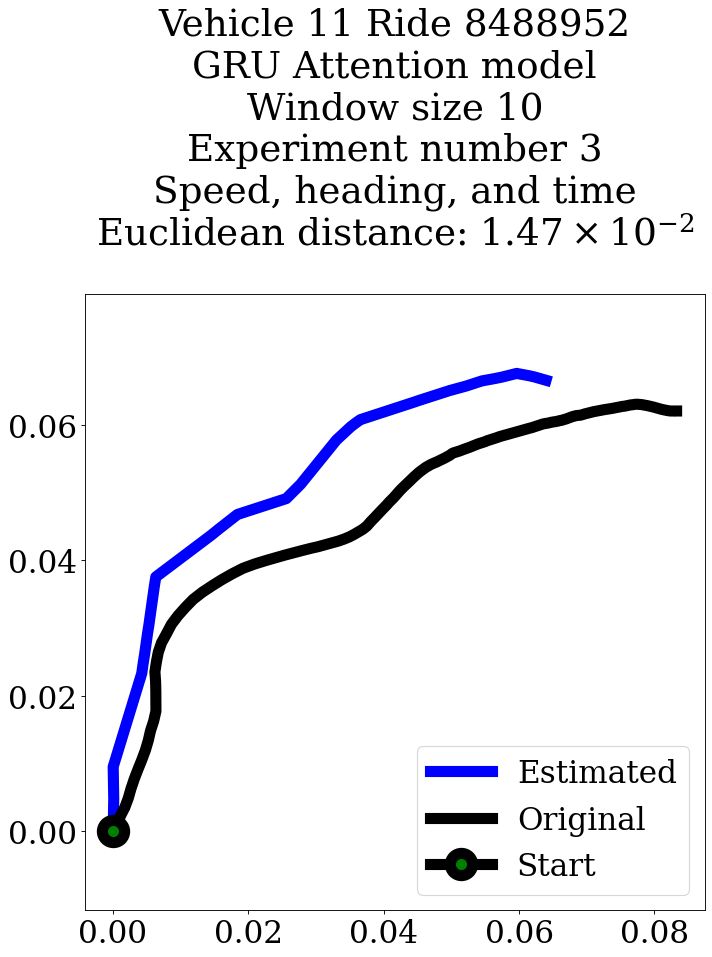 Vehicle 11 Ride 8488952
GRU Attention model
Window size 10
Experiment number 3
Speed, heading, and time
Euclidean distance: 1.47 × 10⁻²
0.06
0.04
0.02
0.00
Estimated
Original
Start
0.00 0.02 0.04 0.06 0.08